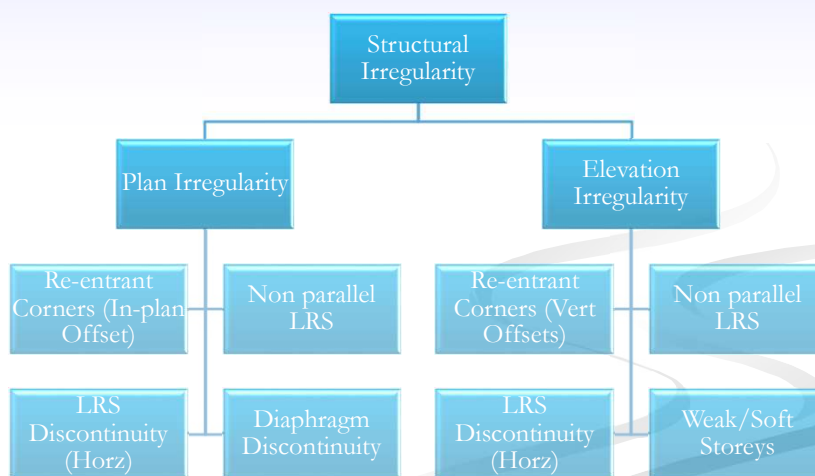 Structural
Irregularity
Plan Irregularity
Elevation
Irregularity
Re-entrant
Corners (In-plan
Offset)
Non parallel
LRS
Re-entrant
Corners (Vert
Offsets)
Non parallel
LRS
LRS
Discontinuity
(Horz)
Diaphragm
Discontinuity
LRS
Discontinuity
(Horz)
Weak/Soft
Storeys